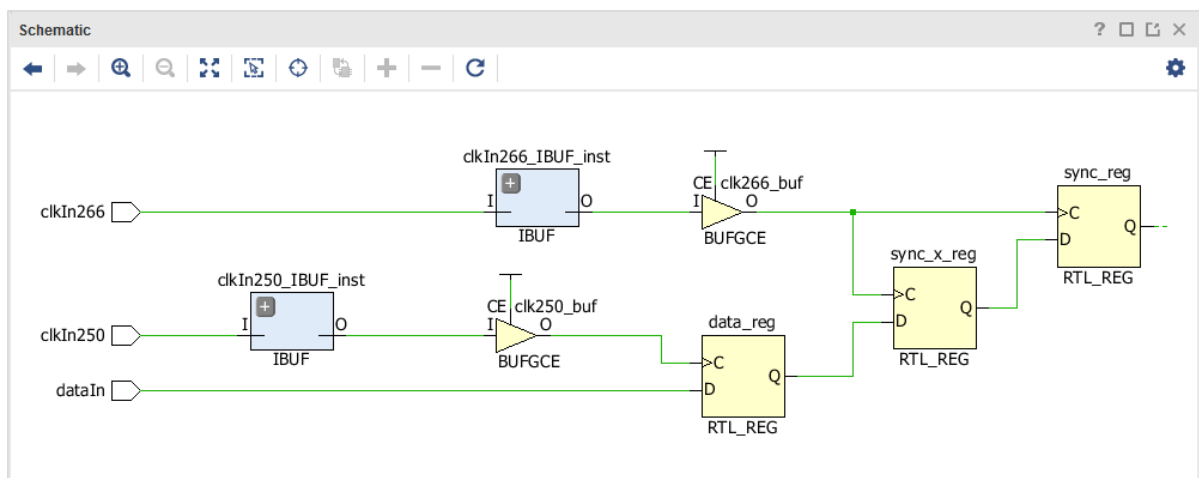 Schematic
?
clkIn266_IBUF_inst
CE clk266_buf
sync_reg
clkIn266
I
O
I
O
C
D
Q
IBUF
BUFGCE
RTL_REG
sync_x_reg
C
D
Q
RTL_REG
clkIn250_IBUF_inst
CE clk250_buf
data_reg
clkIn250
I
O
I
O
C
D
Q
IBUF
BUFGCE
dataIn
RTL_REG